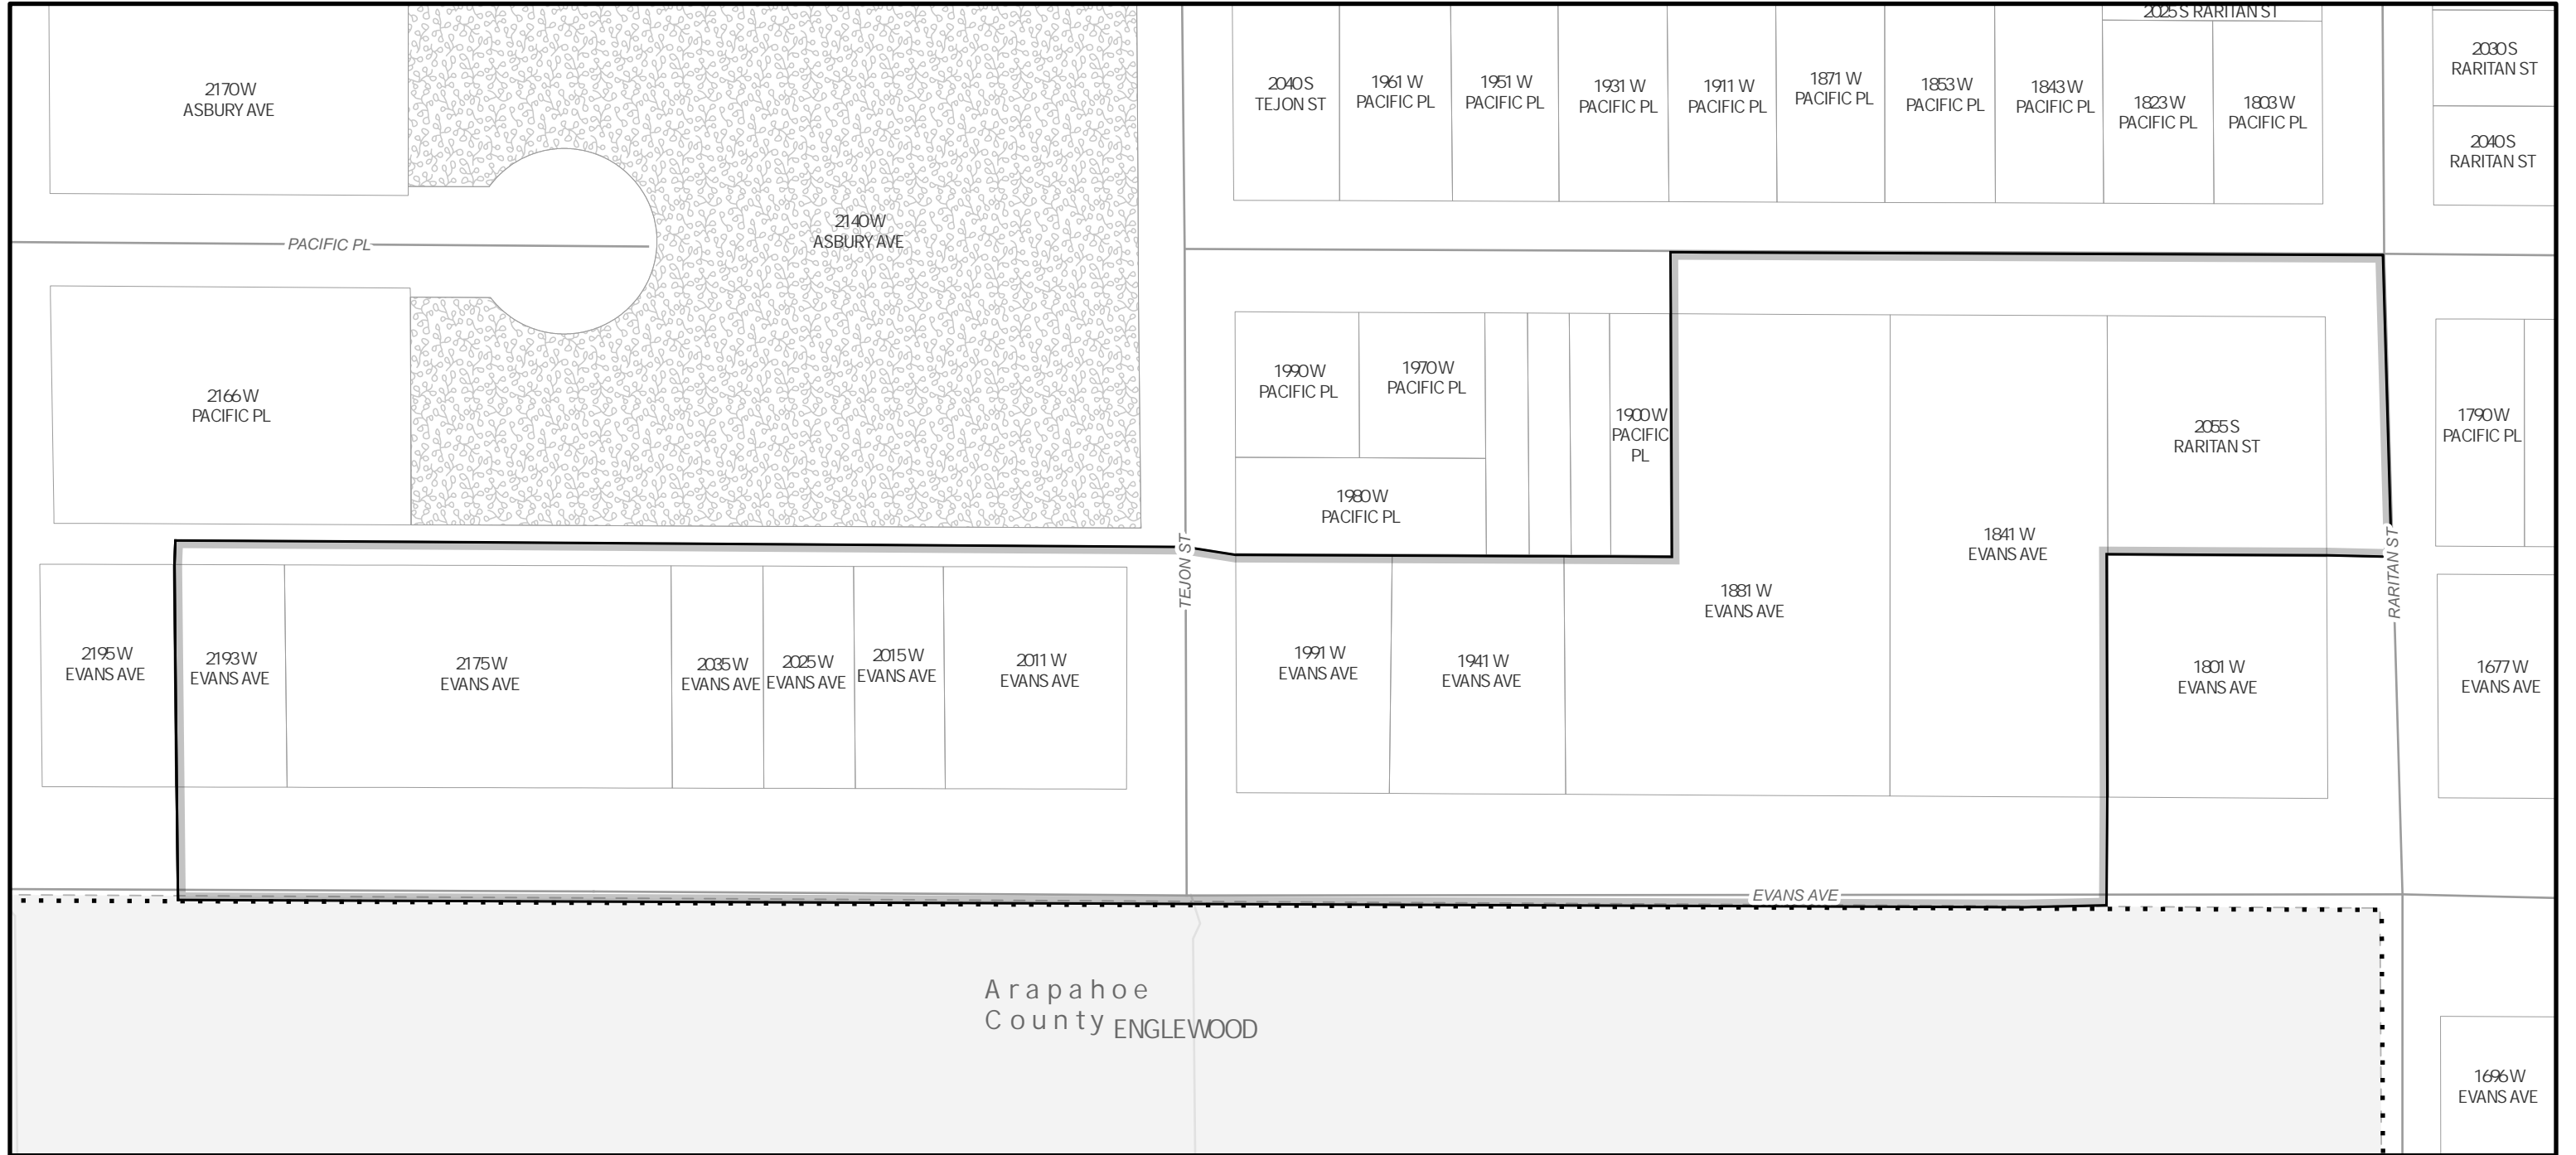 2025 S RARITAN ST
2170 W
ASBURY AVE
2040 S
TEJON ST
1961 W
PACIFIC PL
1951 W
PACIFIC PL
1931 W
PACIFIC PL
1911 W
PACIFIC PL
1871 W
PACIFIC PL
1853 W
PACIFIC PL
1843 W
PACIFIC PL
1823 W
PACIFIC PL
1803 W
PACIFIC PL
2030 S
RARITAN ST
2040 S
RARITAN ST
2140 W
ASBURY AVE
PACIFIC PL
2166 W
PACIFIC PL
1990 W
PACIFIC PL
1970 W
PACIFIC PL
1900 W
PACIFIC
PL
2055 S
RARITAN ST
1790 W
PACIFIC PL
1980 W
PACIFIC PL
1841 W
EVANS AVE
TEJON ST
RARITAN ST
1881 W
EVANS AVE
2195 W
EVANS AVE
2193 W
EVANS AVE
2175 W
EVANS AVE
2035 W
EVANS AVE
2025 W
EVANS AVE
2015 W
EVANS AVE
2011 W
EVANS AVE
1991 W
EVANS AVE
1941 W
EVANS AVE
1801 W
EVANS AVE
1677 W
EVANS AVE
EVANS AVE
Arapahoe
County
ENGLEWOOD
1696 W
EVANS AVE